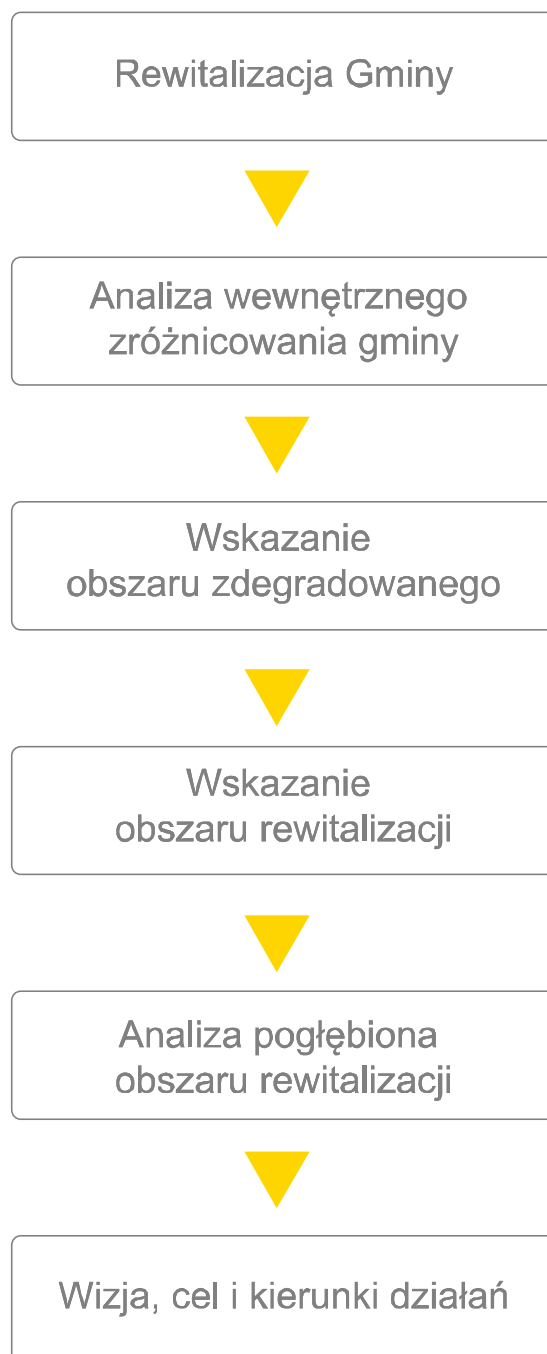 Rewitalizacja Gminy
Analiza wewnętrznego
zróżnicowania gminy
Wskazanie
obszaru zdegradowanego
Wskazanie
obszaru rewitalizacji
Analiza pogłębiona
obszaru rewitalizacji
Wizja, cel i kierunki działań